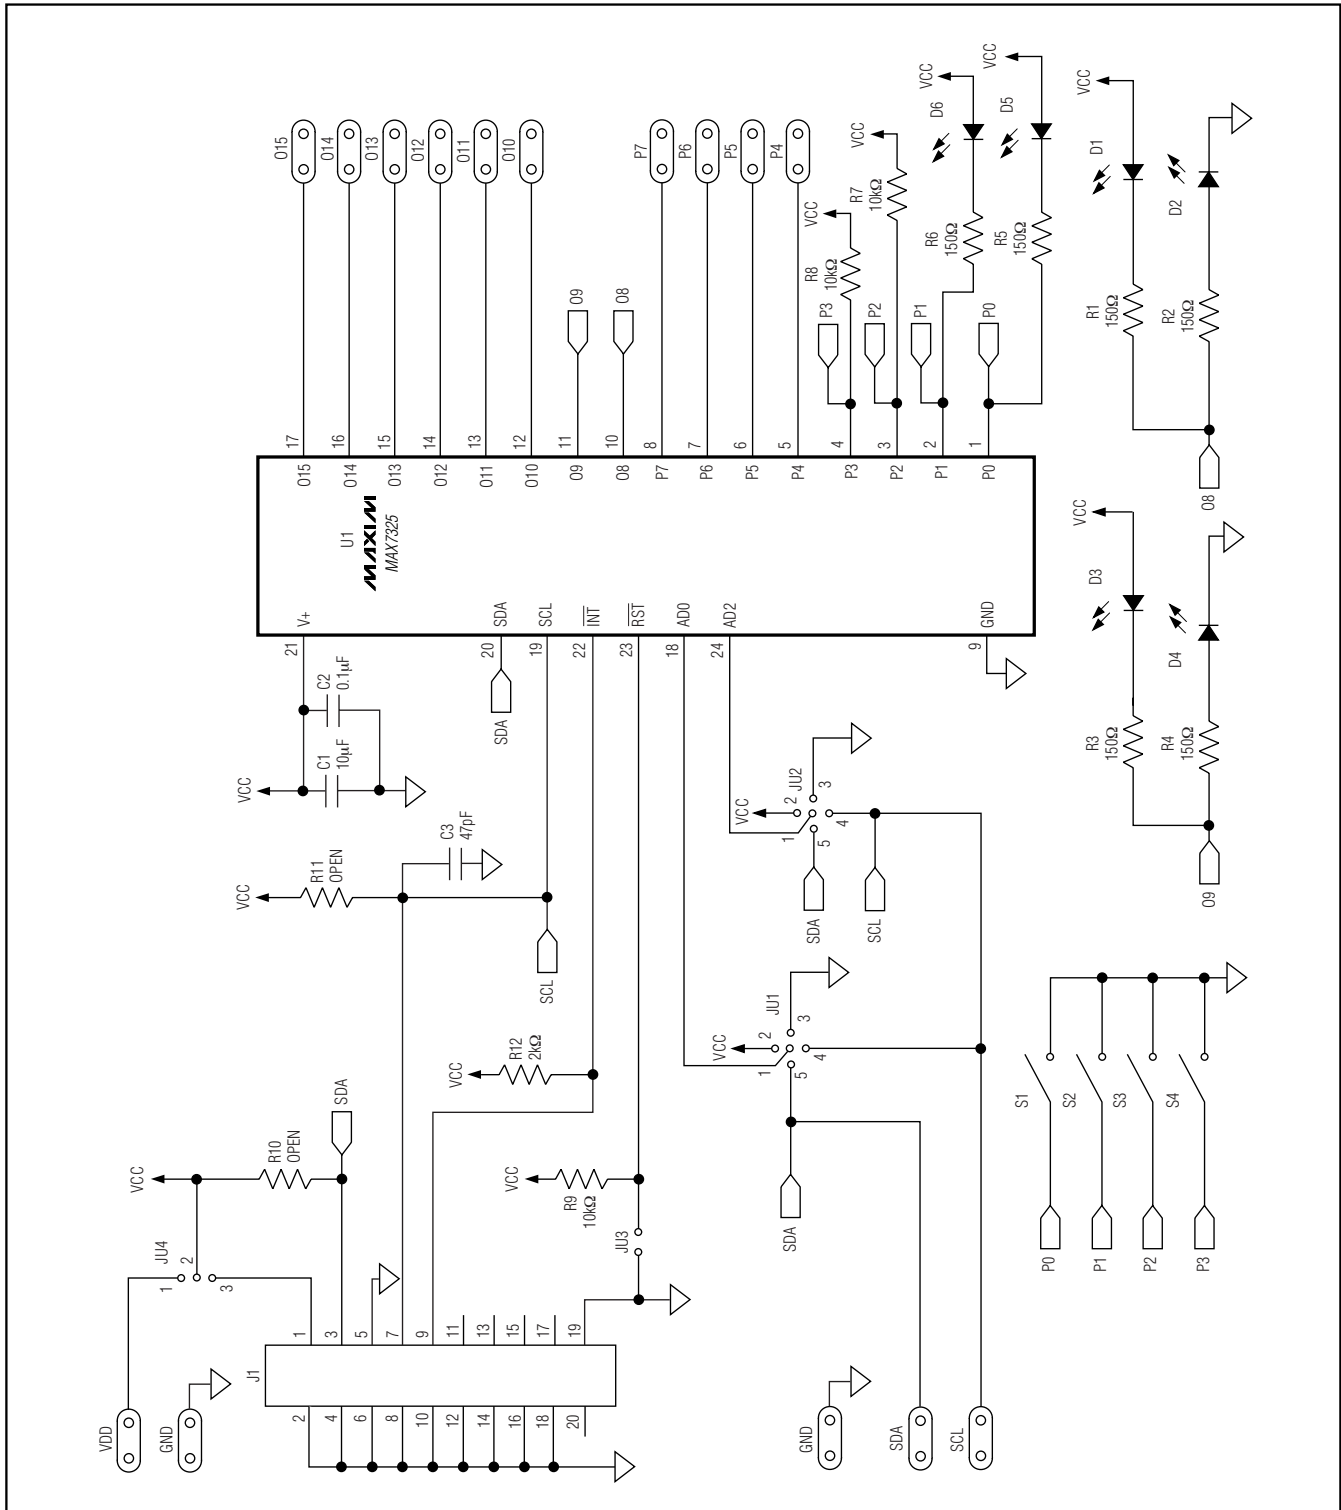 VCC
VCC
VCC
O15
O14
O13
O12
O11
O10
P7
P6
P5
P4
D6
D5
D1
D2
VCC
R7
10kΩ
VCC
R8
10kΩ
R6
150Ω
R5
150Ω
R1
150Ω
R2
150Ω
O9
O8
P3
P2
P1
P0
17
16
15
14
13
12
11
10
8
7
6
5
4
3
2
1
O15
O14
O13
O12
O11
O10
O9
O8
P7
P6
P5
P4
P3
P2
P1
P0
O8
U1
MAXIM
MAX7325
VCC
V+
SDA
SCL
INT
RST
AD0
AD2
GND
D3
D4
21
20
19
22
23
18
24
9
C2
0.1µF
C1
10µF
VCC
SDA
R3
150Ω
R4
150Ω
C3
47pF
VCC
JU2
1
2
3
4
5
R11
OPEN
VCC
SDA
SCL
O9
SCL
R12
2kΩ
VCC
VCC
JU1
1
2
3
4
5
S1
S2
S3
S4
SDA
R10
OPEN
VCC
VCC
R9
10kΩ
JU3
SDA
P0
P1
P2
P3
JU4
1
2
3
J1
1
3
5
7
9
11
13
15
17
19
2
4
6
8
10
12
14
16
18
20
VDD
GND
GND
SDA
SCL